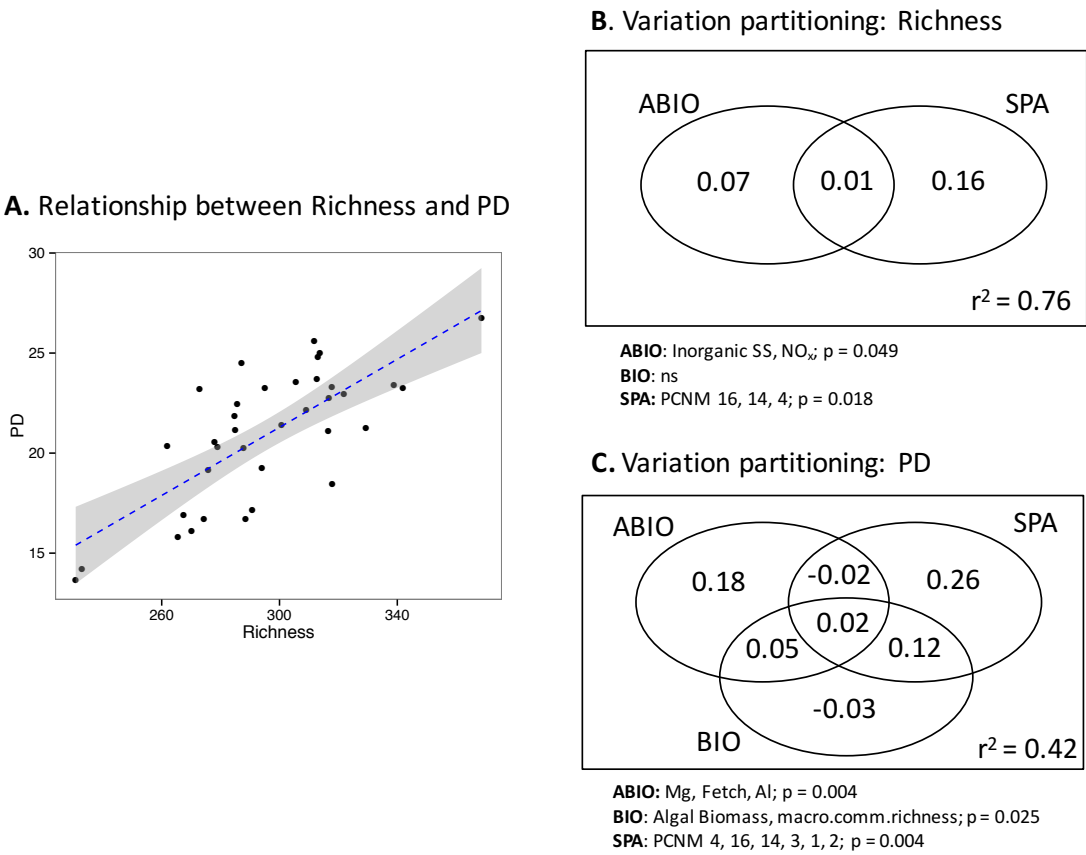 A. Relationship between Richness and PD
30
25
20
15
PD
260 300 340
Richness
B. Variation partitioning: Richness
ABIO SPA
0.07 0.01 0.16
r² = 0.76
ABIO: Inorganic SS, NOₓ; p = 0.049
BIO: ns
SPA: PCNM 16, 14, 4; p = 0.018
C. Variation partitioning: PD
ABIO SPA
0.18 -0.02 0.26
0.02
0.05 0.12
-0.03
BIO
r² = 0.42
ABIO: Mg, Fetch, Al; p = 0.004
BIO: Algal Biomass, macro.comm.richness; p = 0.025
SPA: PCNM 4, 16, 14, 3, 1, 2; p = 0.004